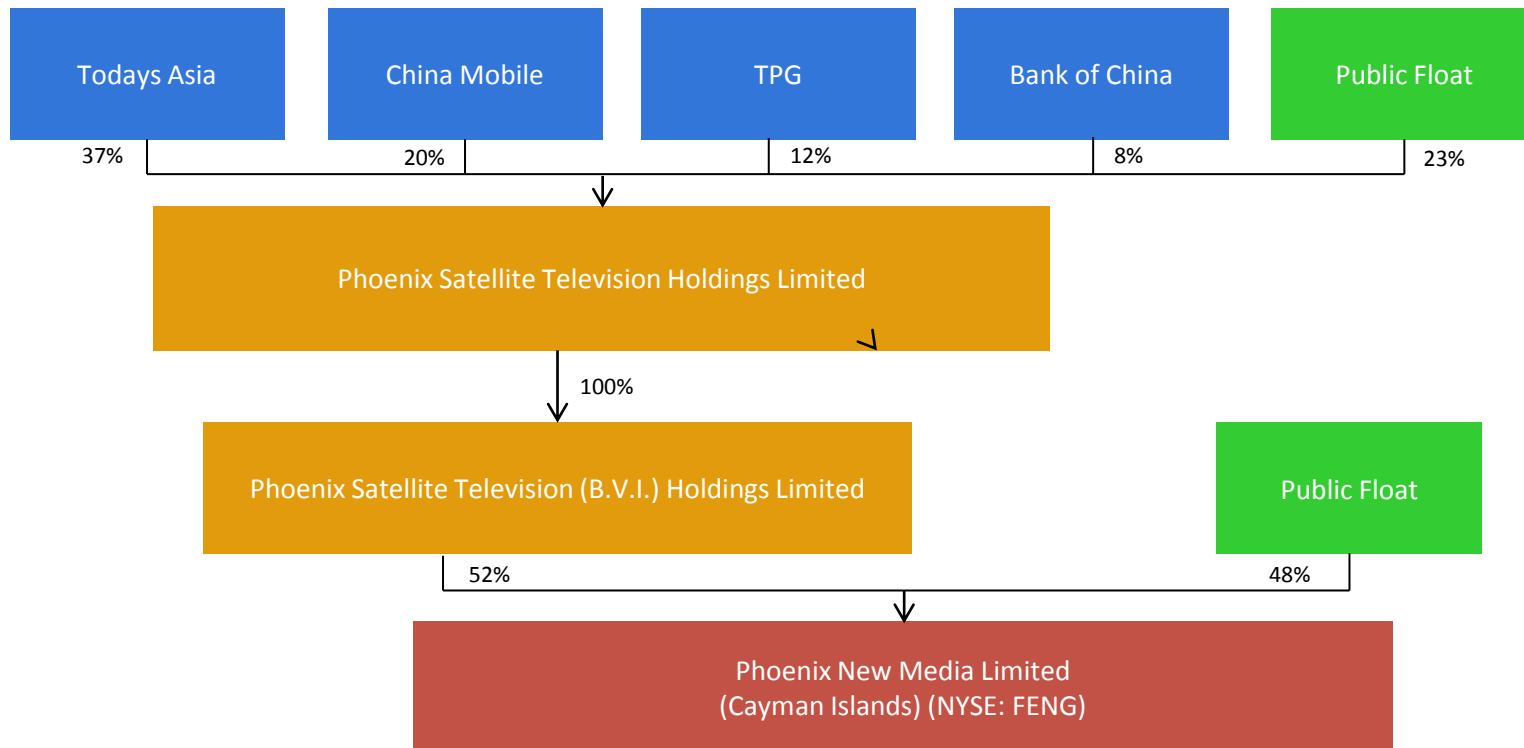 Todays Asia
China Mobile
TPG
Bank of China
Public Float
37%
20%
12%
8%
23%
Phoenix Satellite Television Holdings Limited
100%
Phoenix Satellite Television (B.V.I.) Holdings Limited
Public Float
52%
48%
Phoenix New Media Limited
(Cayman Islands) (NYSE: FENG)